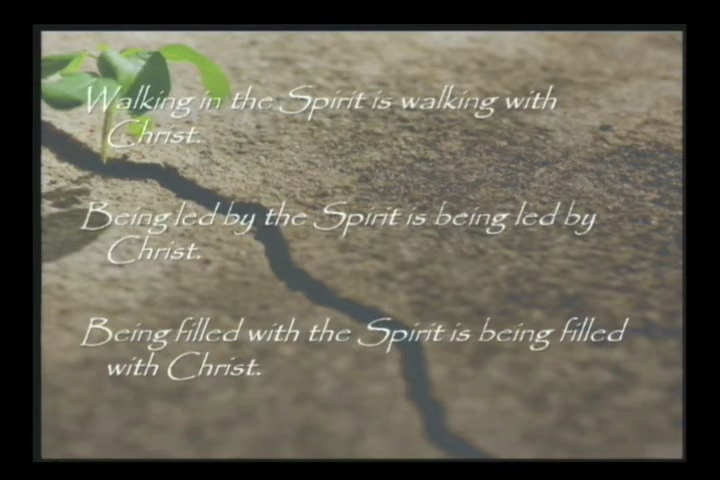 Walking in the Spirit is walking with
Christ.
Being led by the Spirit is being led by
Christ.
Being filled with the Spirit is being filled
with Christ.